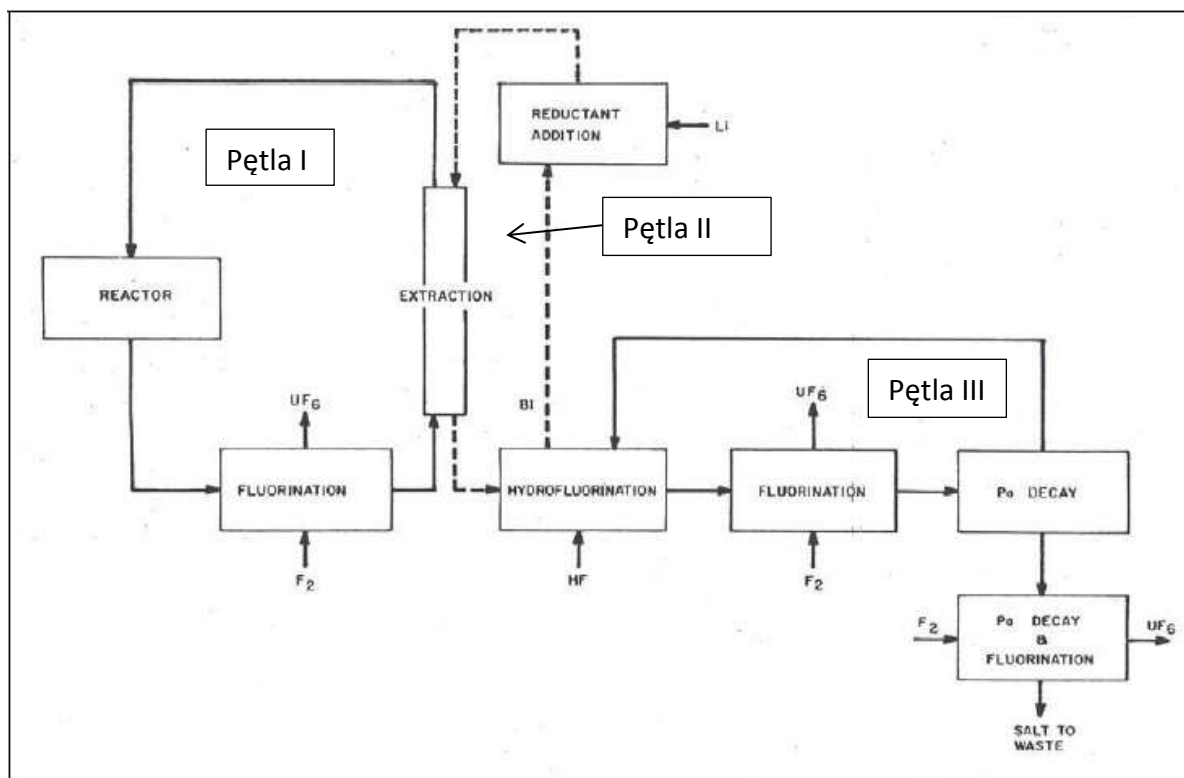 REDUCTANT
ADDITION
Li
Pętla I
Pętla II
REACTOR
EXTRACTION
Pętla III
UF6
BI
UF6
FLUORINATION
HYDROFLUORINATION
FLUORINATION
Pa DECAY
F2
HF
F2
F2
Pa DECAY
&
FLUORINATION
UF6
SALT TO
WASTE